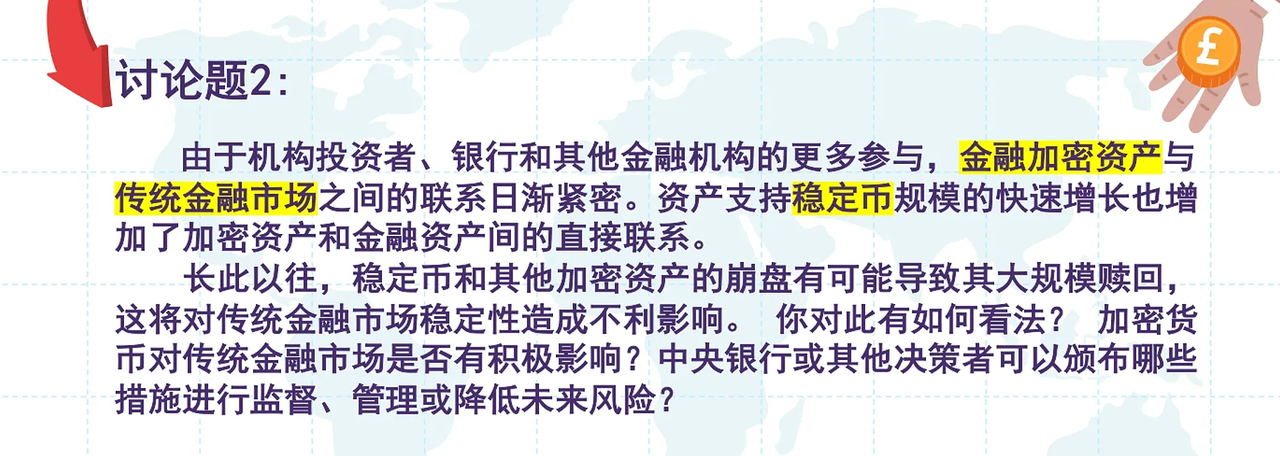 讨论题2:
由于机构投资者、银行和其他金融机构的更多参与，金融加密资产与
传统金融市场之间的联系日渐紧密。资产支持稳定币规模的快速增长也增
加了加密资产和金融资产间的直接联系。
长此以往，稳定币和其他加密资产的崩盘有可能导致其大规模赎回，
这将对传统金融市场稳定性造成不利影响。 你对此有如何看法？ 加密货
币对传统金融市场是否有积极影响？中央银行或其他决策者可以颁布哪些
措施进行监督、管理或降低未来风险？
£